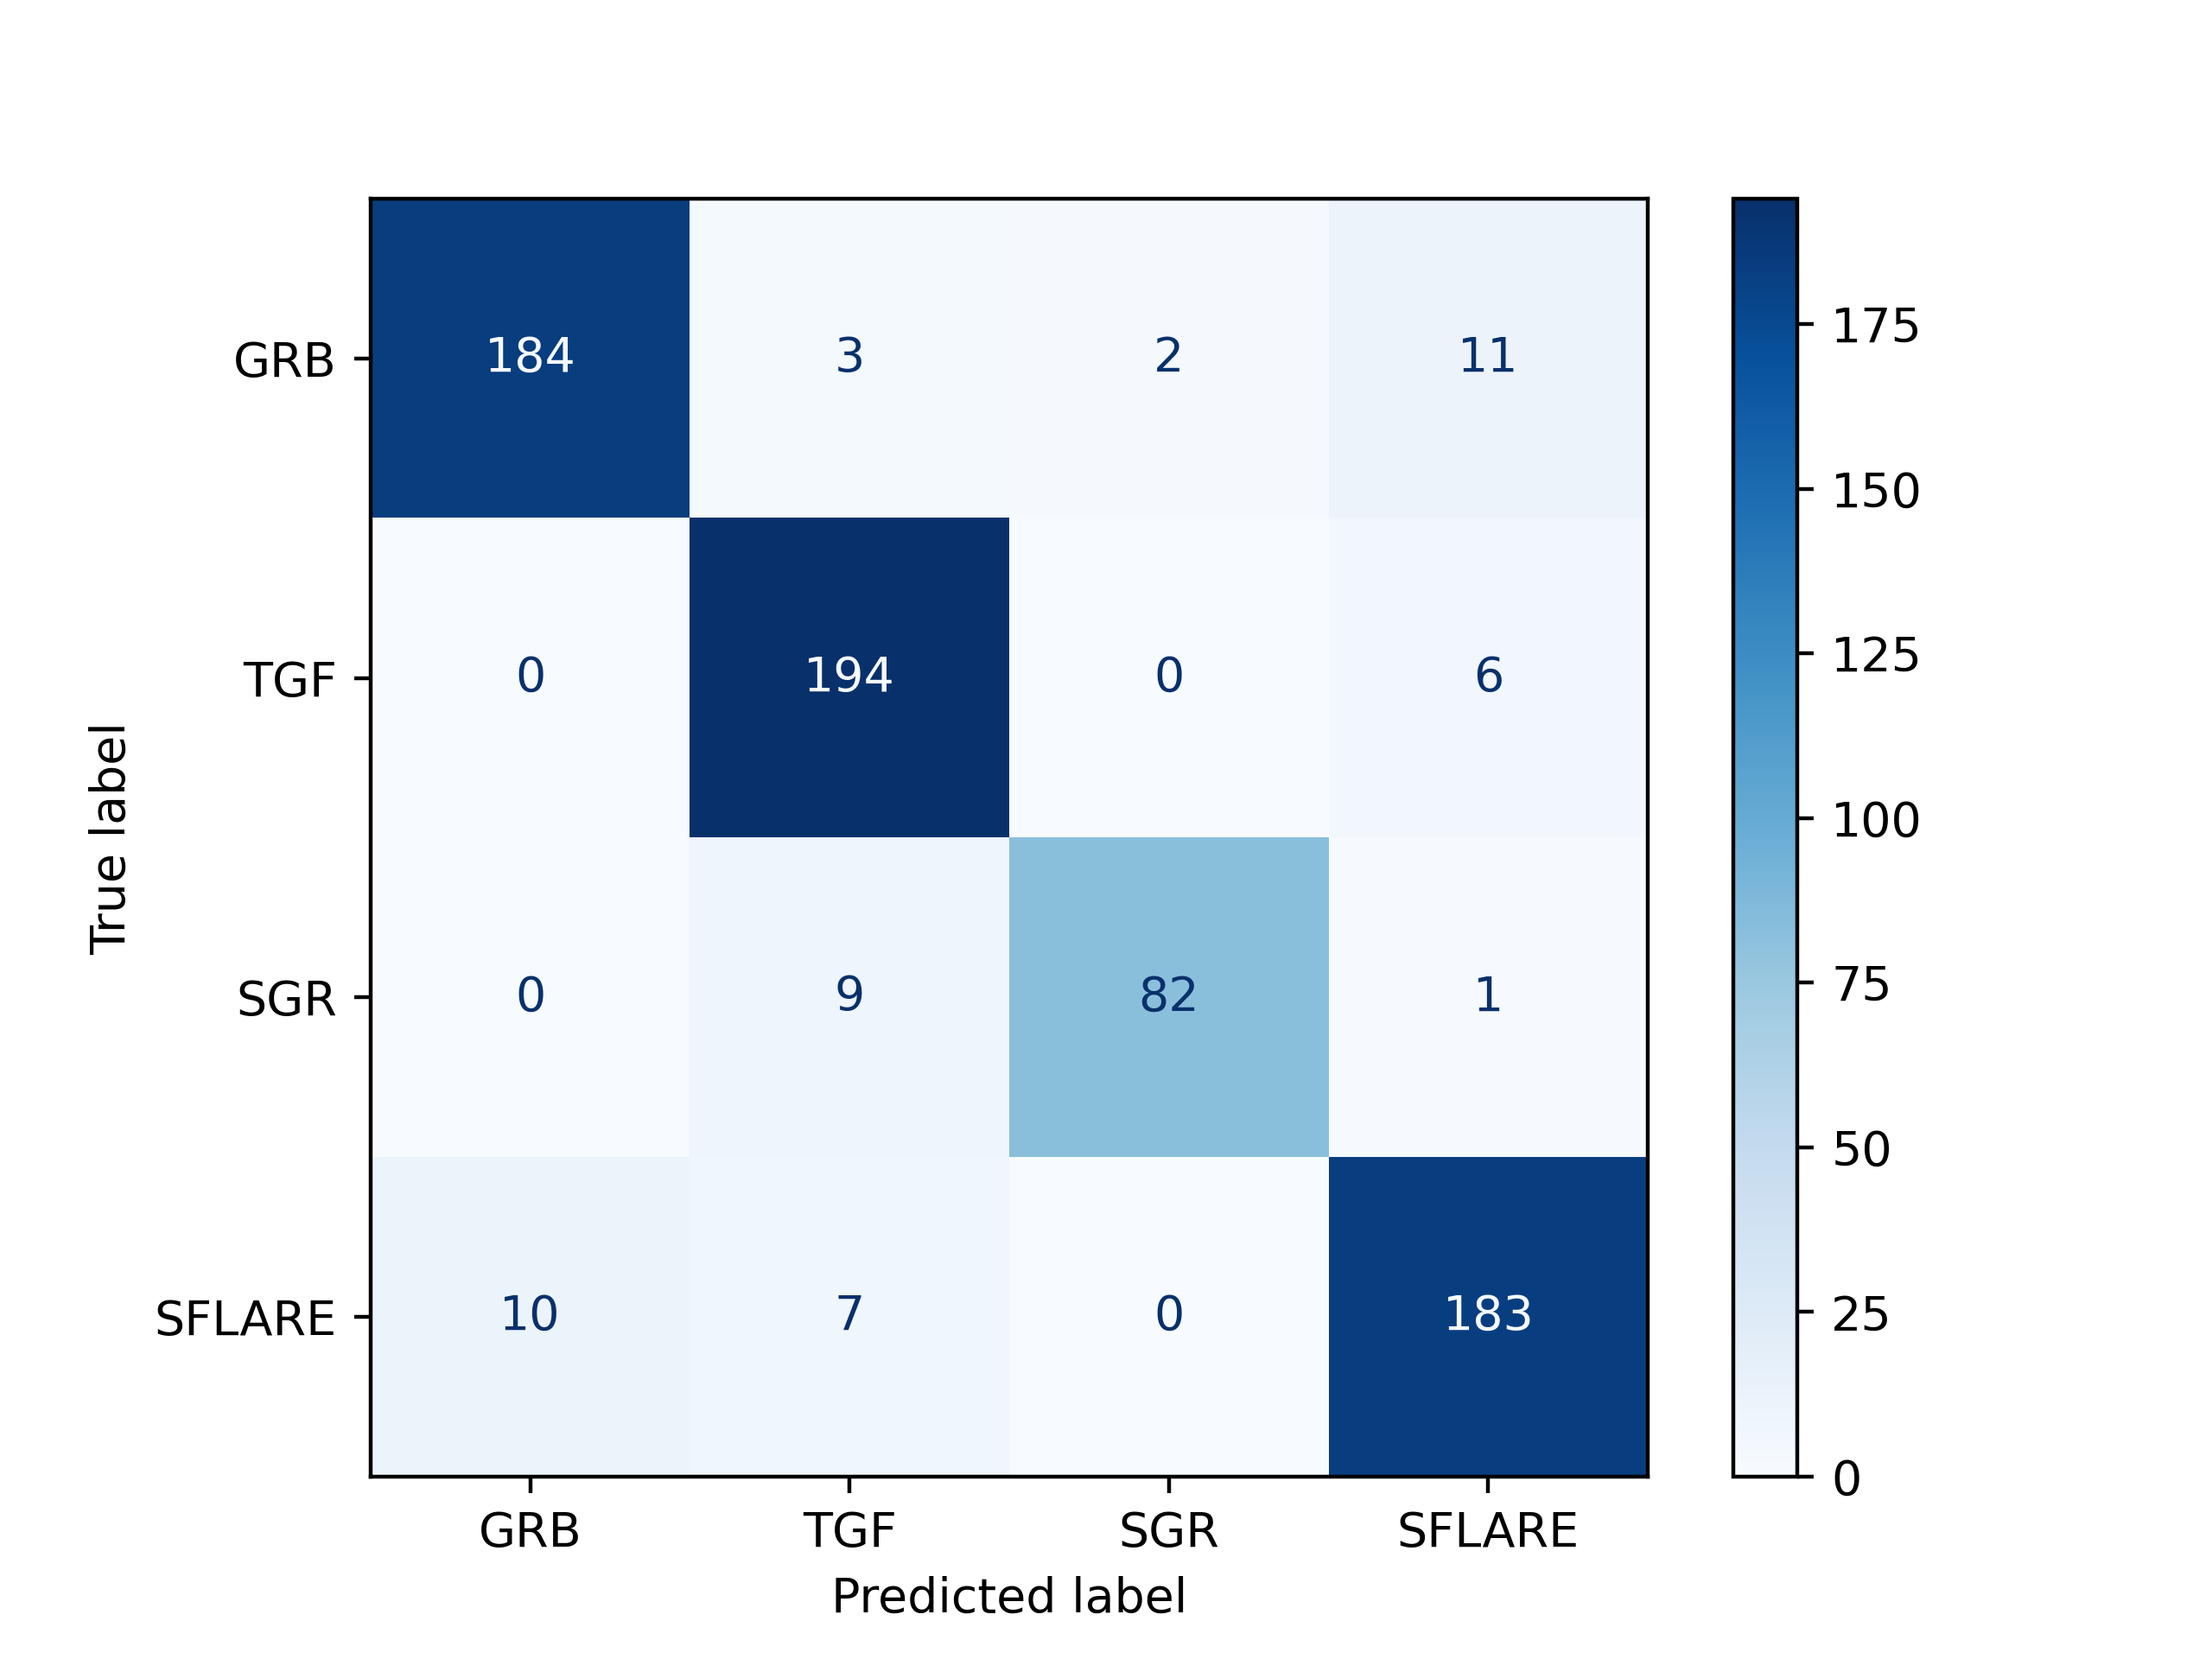 GRB 184 3 2 11
TGF 0 194 0 6
SGR 0 9 82 1
SFLARE 10 7 0 183
GRB TGF SGR SFLARE
Predicted label
True label
175
150
125
100
75
50
25
0